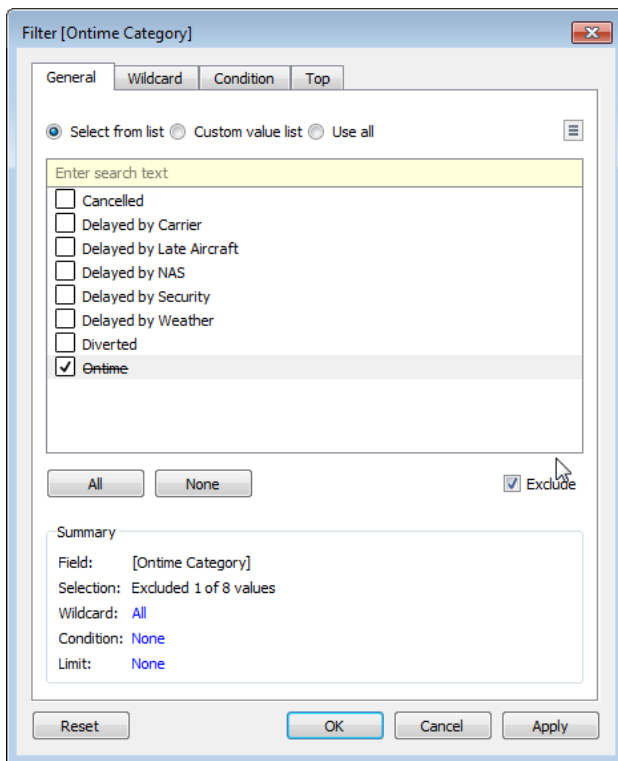 Filter [Ontime Category]
General Wildcard Condition Top
Select from list Custom value list Use all
Enter search text
Cancelled
Delayed by Carrier
Delayed by Late Aircraft
Delayed by NAS
Delayed by Security
Delayed by Weather
Diverted
Ontime
All None Exclude
Summary
Field: [Ontime Category]
Selection: Excluded 1 of 8 values
Wildcard: All
Condition: None
Limit: None
Reset OK Cancel Apply